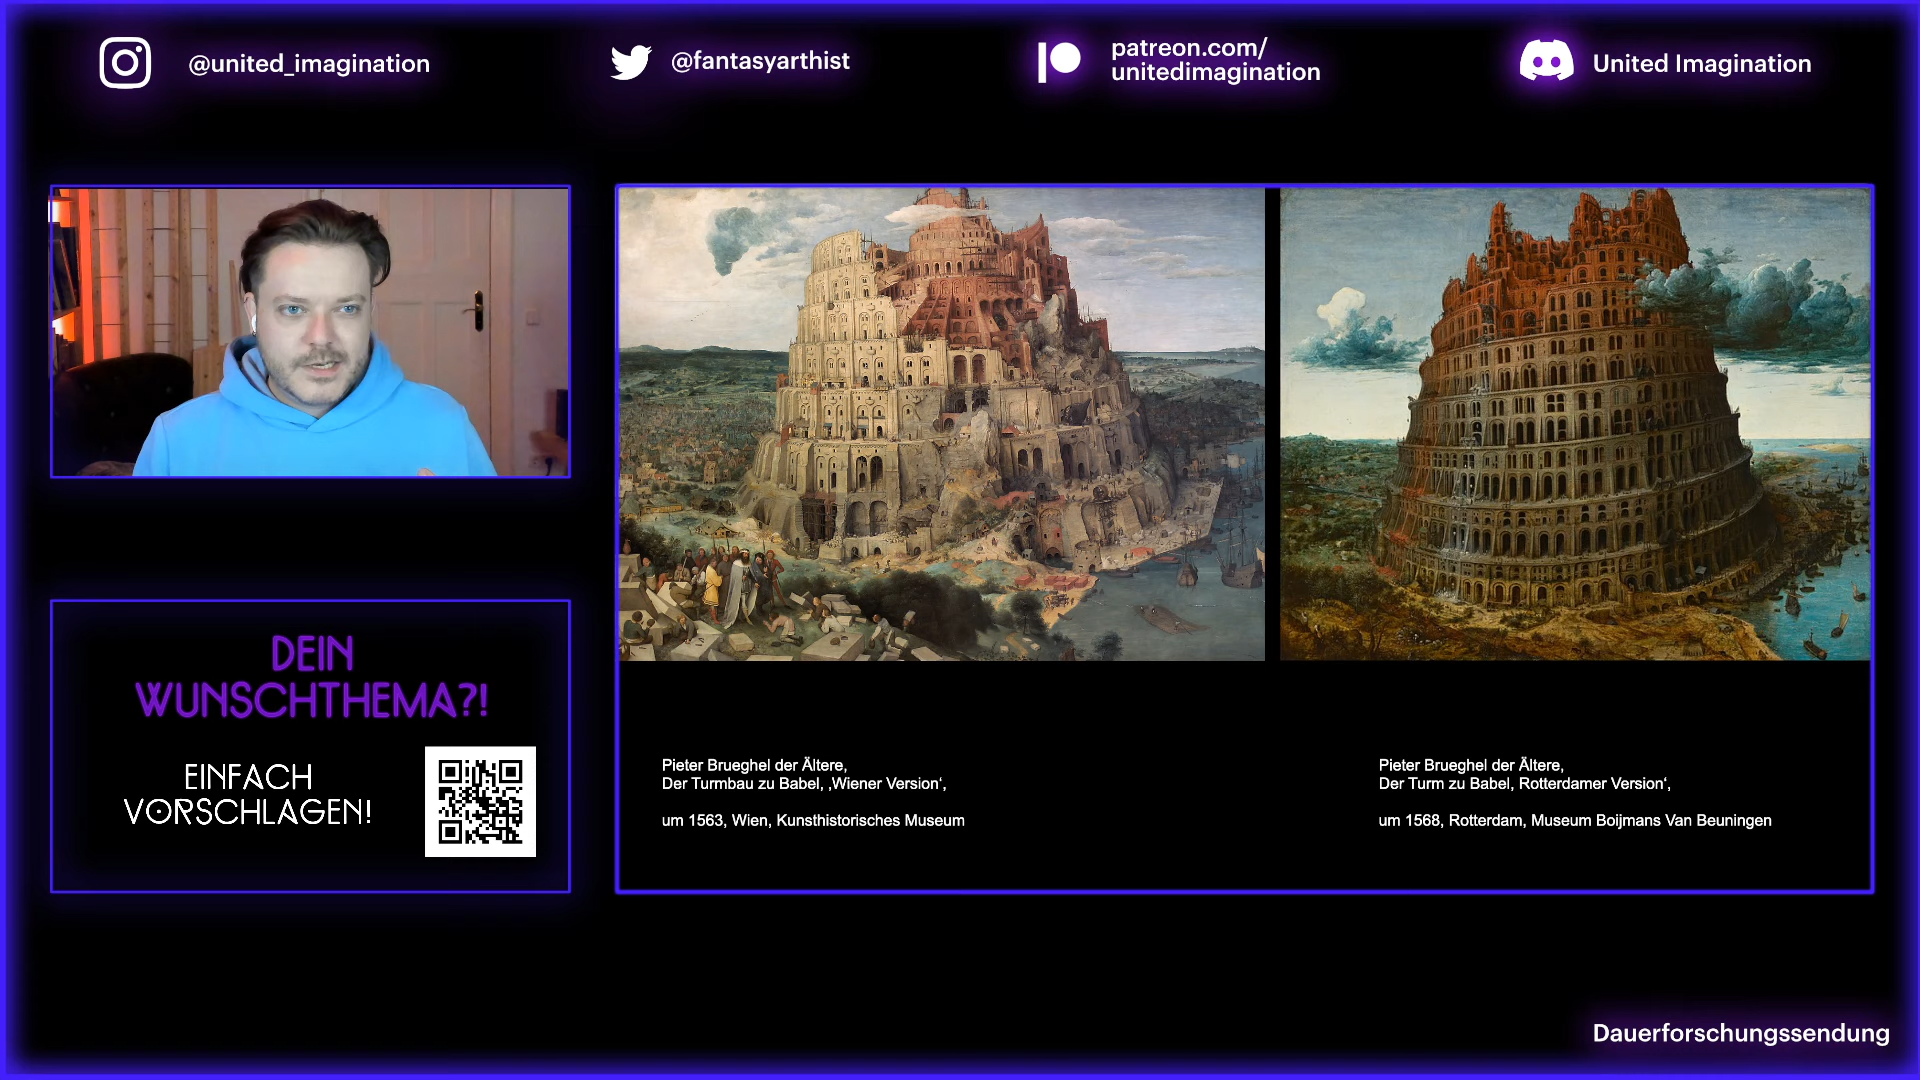 @united_imagination
@fantasyarthist
patreon.com/
unitedimagination
United Imagination
DEIN
WUNSCHTHEMA?!
EINFACH
VORSCHLAGEN!
Pieter Brueghel der Ältere,
Der Turmbau zu Babel, ‚Wiener Version‘,
um 1563, Wien, Kunsthistorisches Museum
Pieter Brueghel der Ältere,
Der Turm zu Babel, Rotterdamer Version‘,
um 1568, Rotterdam, Museum Boijmans Van Beuningen
Dauerforschungssendung